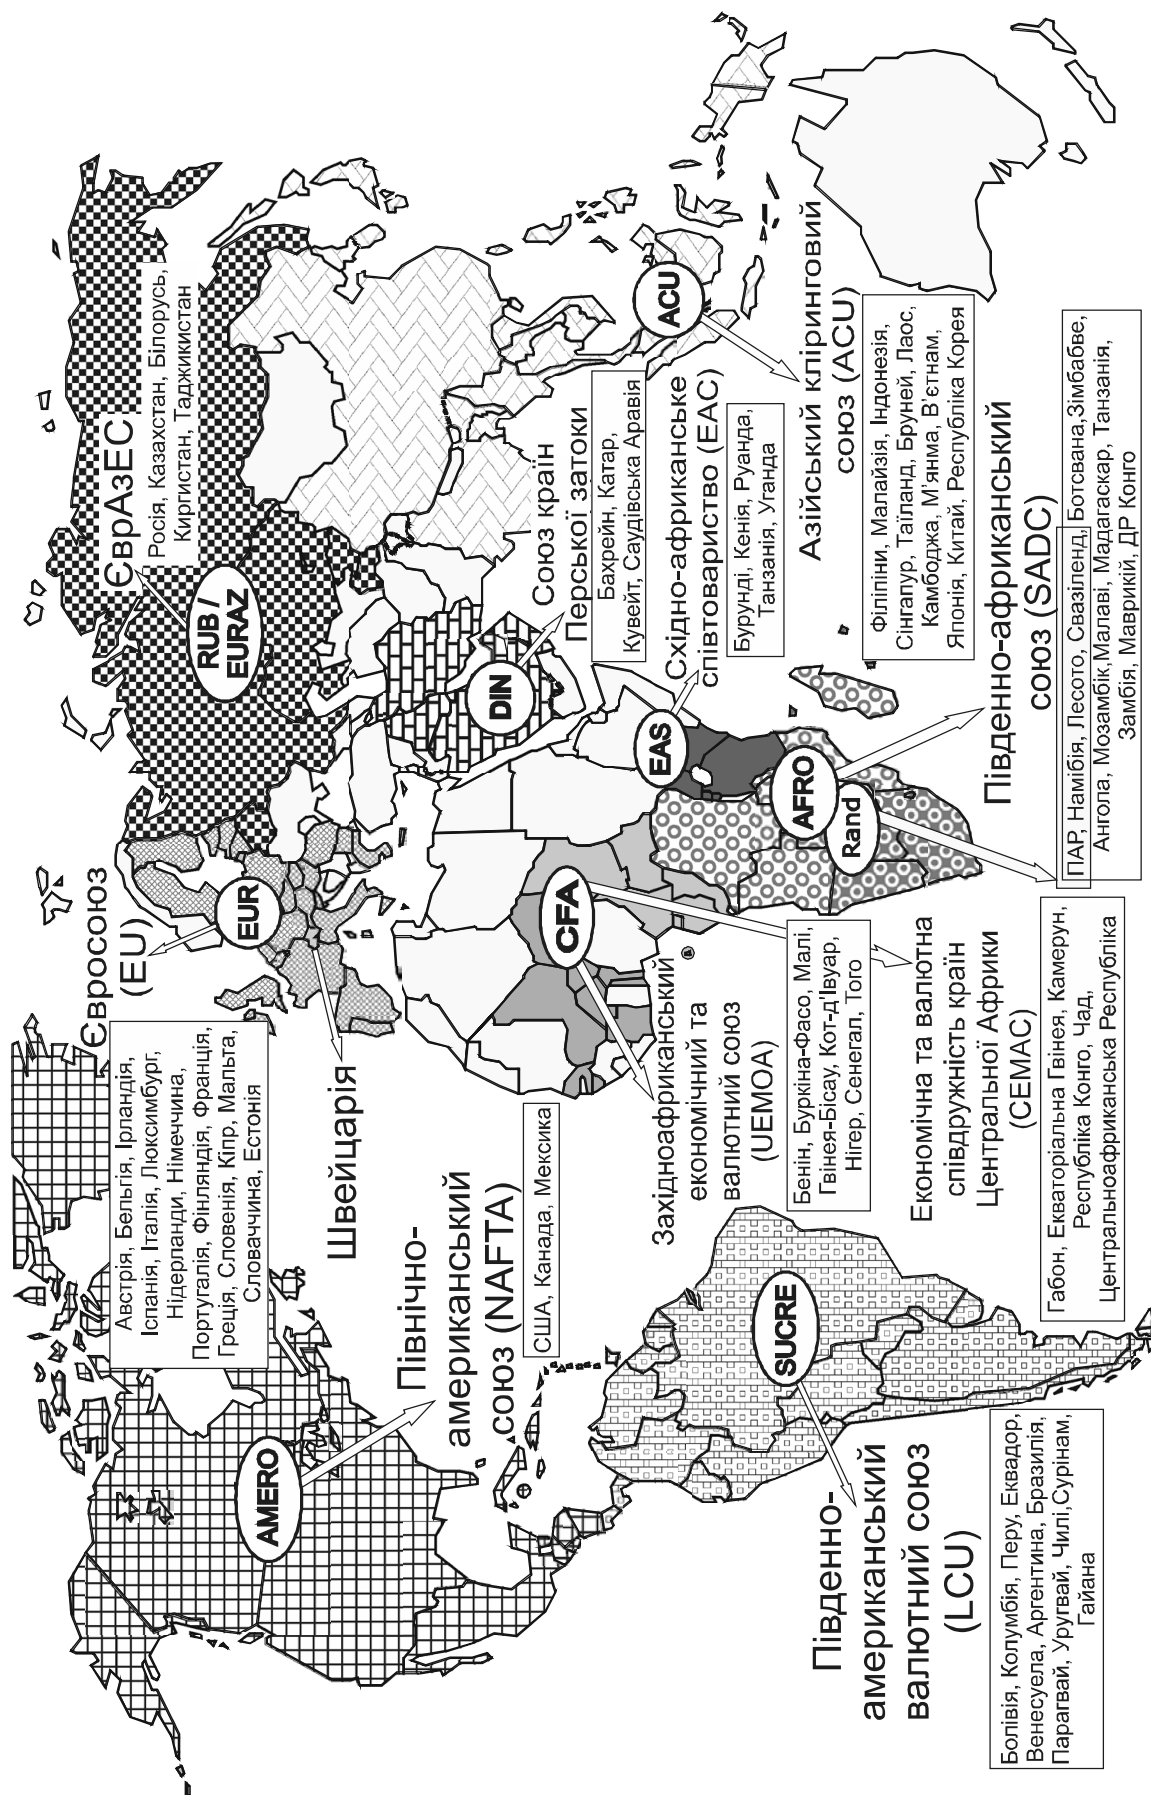 ЄврАзЕС
Росія, Казахстан, Білорусь,
Киргистан, Таджикистан
RUB /
EURAZ
Євросоюз
(EU)
Австрія, Бельгія, Ірландія,
Іспанія, Італія, Люксимбург,
Нідерланди, Німеччина,
Португалія, Фінляндія, Франція,
Греція, Словенія, Кіпр, Мальта,
Словаччина, Естонія
EUR
Швейцарія
AMERO
Північно-
американський
союз (NAFTA)
США, Канада, Мексика
DIN
Союз країн
Перської затоки
Бахрейн, Катар,
Кувейт, Саудівська Аравія
ACU
Азійський кліринговий
союз (ACU)
Філіпіни, Малайзія, Індонезія,
Сінгапур, Таїланд, Бруней, Лаос,
Камбоджа, М'янма, В'єтнам,
Японія, Китай, Республіка Корея
EAS
Східно-африканське
співтовариство (EAC)
Бурунді, Кенія, Руанда,
Танзанія, Уганда
CFA
Західноафриканський
економічний та
валютний союз
(UEMOA)
Бенін, Буркіна-Фасо, Малі,
Гвінея-Бісау, Кот-д'Івуар,
Нігер, Сенегал, Того
Економічна та валютна
співдружність країн
Центральної Африки
(CEMAC)
Габон, Екваторіальна Гвінея, Камерун,
Республіка Конго, Чад,
Центральноафриканська Республіка
AFRO
Rand
Південно-африканський
союз (SADC)
ПАР, Намібія, Лесото, Свазіленд, Ботсвана,Зімбабве,
Ангола, Мозамбік,Малаві, Мадагаскар, Танзанія,
Замбія, Маврикій, ДР Конго
SUCRE
Південно-
американський
валютний союз
(LCU)
Болівія, Колумбія, Перу, Еквадор,
Венесуела, Аргентина, Бразилія,
Парагвай, Уругвай, Чилі,Сурінам,
Гайана